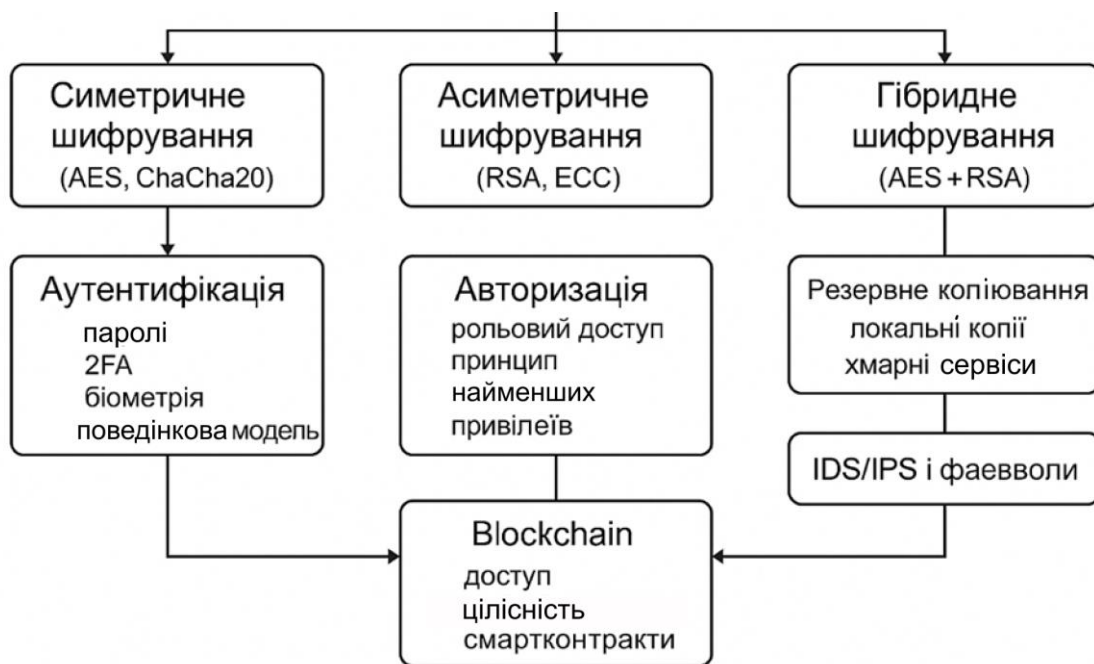 Симетричне
шифрування
(AES, ChaCha20)
Асиметричне
шифрування
(RSA, ECC)
Гібридне
шифрування
(AES + RSA)
Аутентифікація
паролі
2FA
біометрія
поведінкова модель
Авторизація
рольовий доступ
принцип
найменших
привілеїв
Резервне копіювання
локальні копії
хмарні сервіси
IDS/IPS і фаевволи
Blockchain
доступ
цілісність
смартконтракти